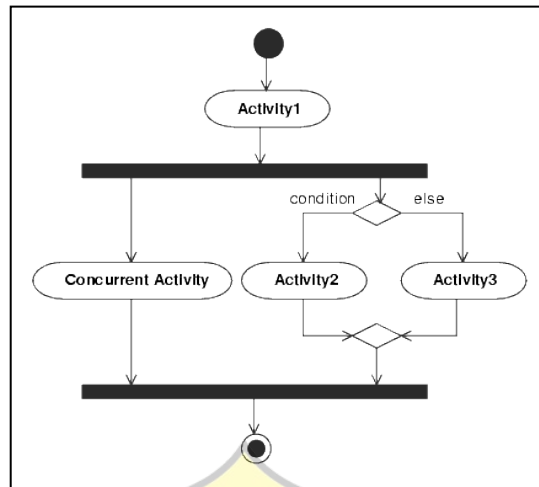 Activity1
condition
else
Concurrent Activity
Activity2
Activity3